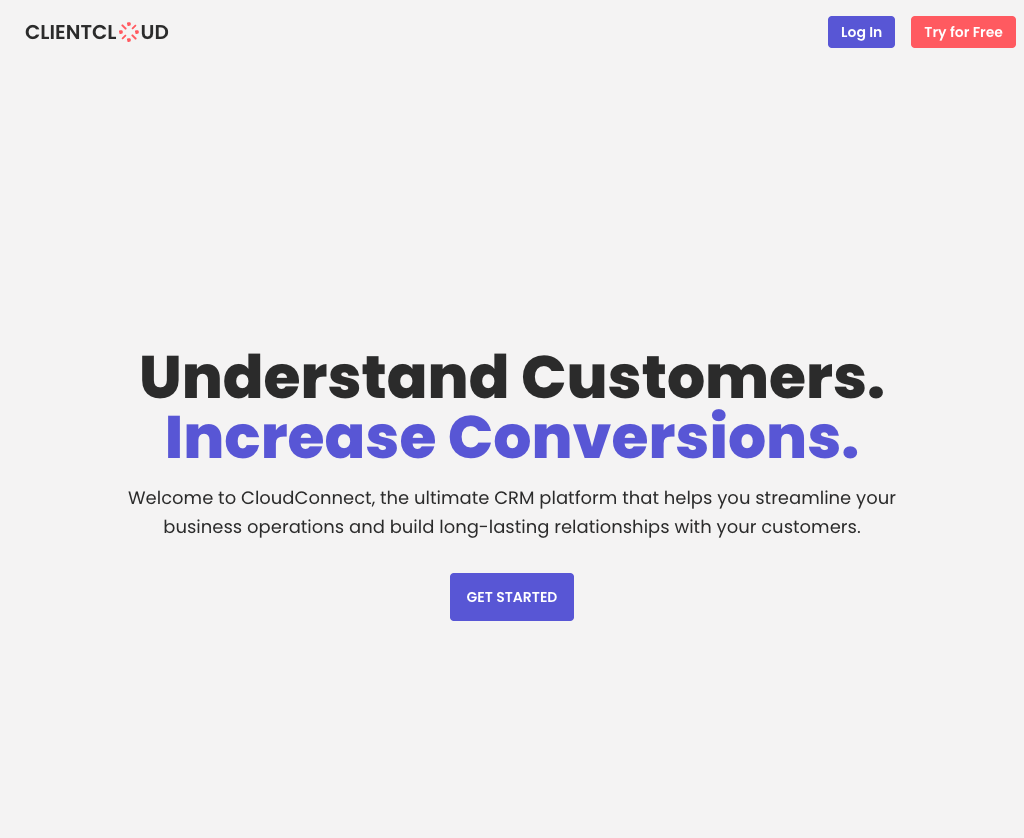 CLIENTCLOUD
Log In
Try for Free
Understand Customers.
Increase Conversions.
Welcome to CloudConnect, the ultimate CRM platform that helps you streamline your
business operations and build long-lasting relationships with your customers.
GET STARTED